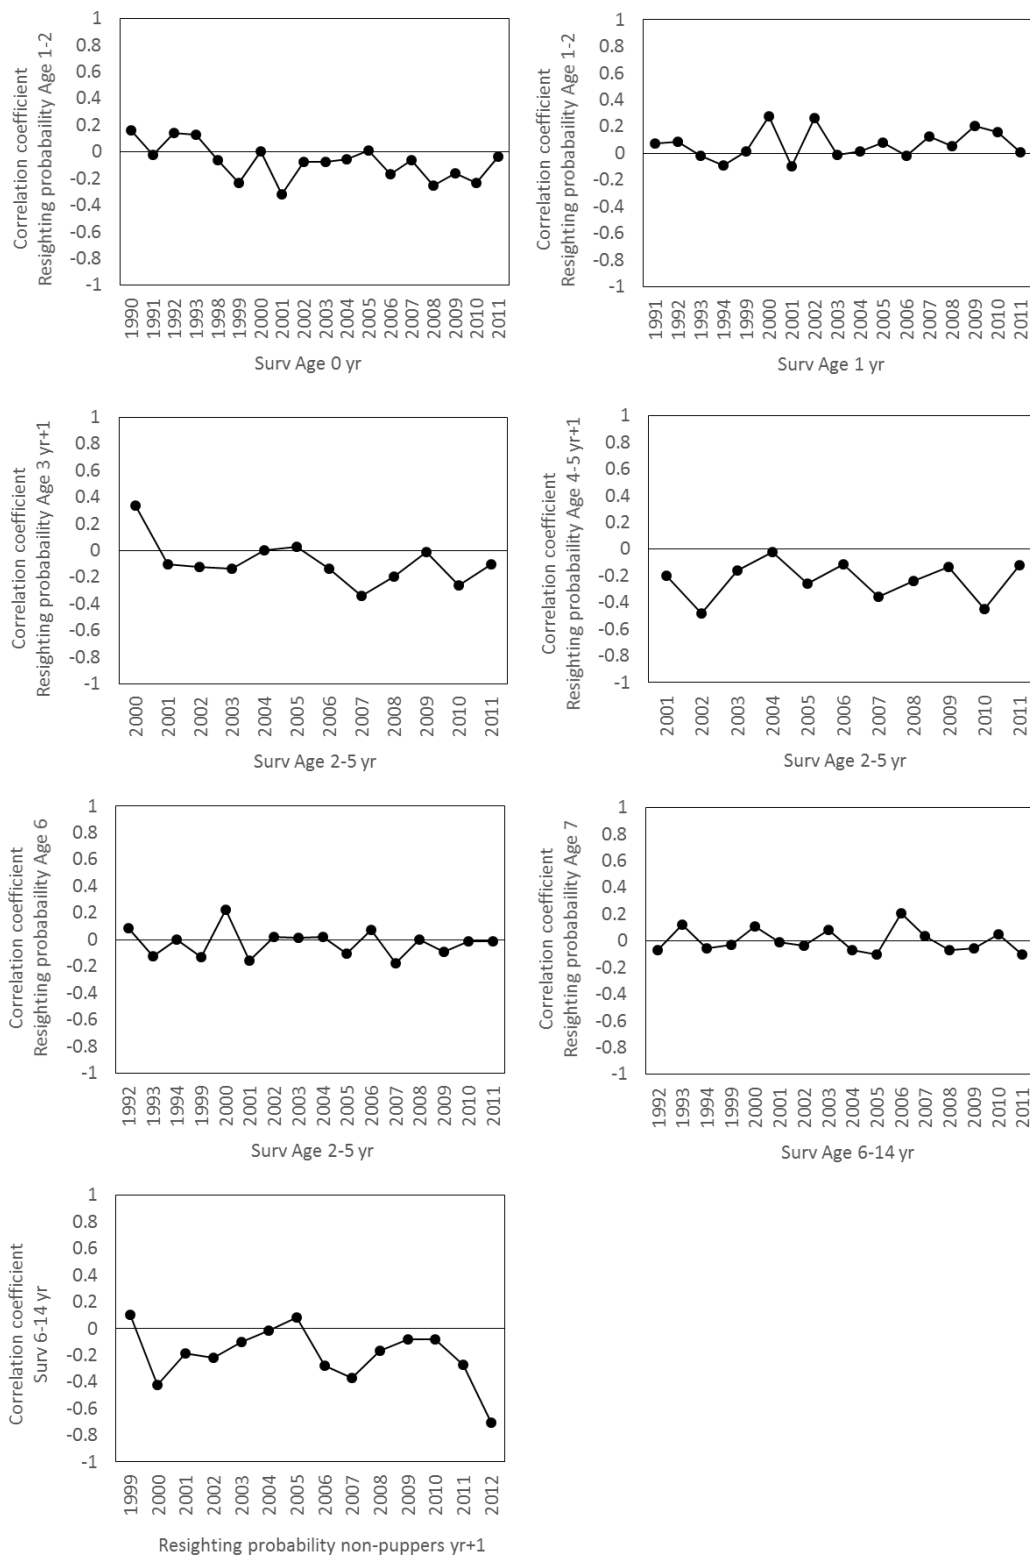 Correlation coefficient
Resighting probabaility Age 1-2
1
0.8
0.6
0.4
0.2
0
-0.2
-0.4
-0.6
-0.8
-1
1990 1991 1992 1993 1998 1999 2000 2001 2002 2003 2004 2005 2006 2007 2008 2009 2010 2011
Surv Age 0 yr
Correlation coefficient
Resighting probabaility Age 1-2
1
0.8
0.6
0.4
0.2
0
-0.2
-0.4
-0.6
-0.8
-1
1991 1992 1993 1994 1999 2000 2001 2002 2003 2004 2005 2006 2007 2008 2009 2010 2011
Surv Age 1 yr
Correlation coefficient
Resighting probabaility Age 3 yr+1
1
0.8
0.6
0.4
0.2
0
-0.2
-0.4
-0.6
-0.8
-1
2000 2001 2002 2003 2004 2005 2006 2007 2008 2009 2010 2011
Surv Age 2-5 yr
Correlation coefficient
Resighting probabaility Age 4-5 yr+1
1
0.8
0.6
0.4
0.2
0
-0.2
-0.4
-0.6
-0.8
-1
2001 2002 2003 2004 2005 2006 2007 2008 2009 2010 2011
Surv Age 2-5 yr
Correlation coefficient
Resighting probabaility Age 6
1
0.8
0.6
0.4
0.2
0
-0.2
-0.4
-0.6
-0.8
-1
1992 1993 1994 1999 2000 2001 2002 2003 2004 2005 2006 2007 2008 2009 2010 2011
Surv Age 2-5 yr
Correlation coefficient
Resighting probabaility Age 7
1
0.8
0.6
0.4
0.2
0
-0.2
-0.4
-0.6
-0.8
-1
1992 1993 1994 1999 2000 2001 2002 2003 2004 2005 2006 2007 2008 2009 2010 2011
Surv Age 6-14 yr
Correlation coefficient
Surv 6-14 yr
1
0.8
0.6
0.4
0.2
0
-0.2
-0.4
-0.6
-0.8
-1
1999 2000 2001 2002 2003 2004 2005 2006 2007 2008 2009 2010 2011 2012
Resighting probability non-puppers yr+1